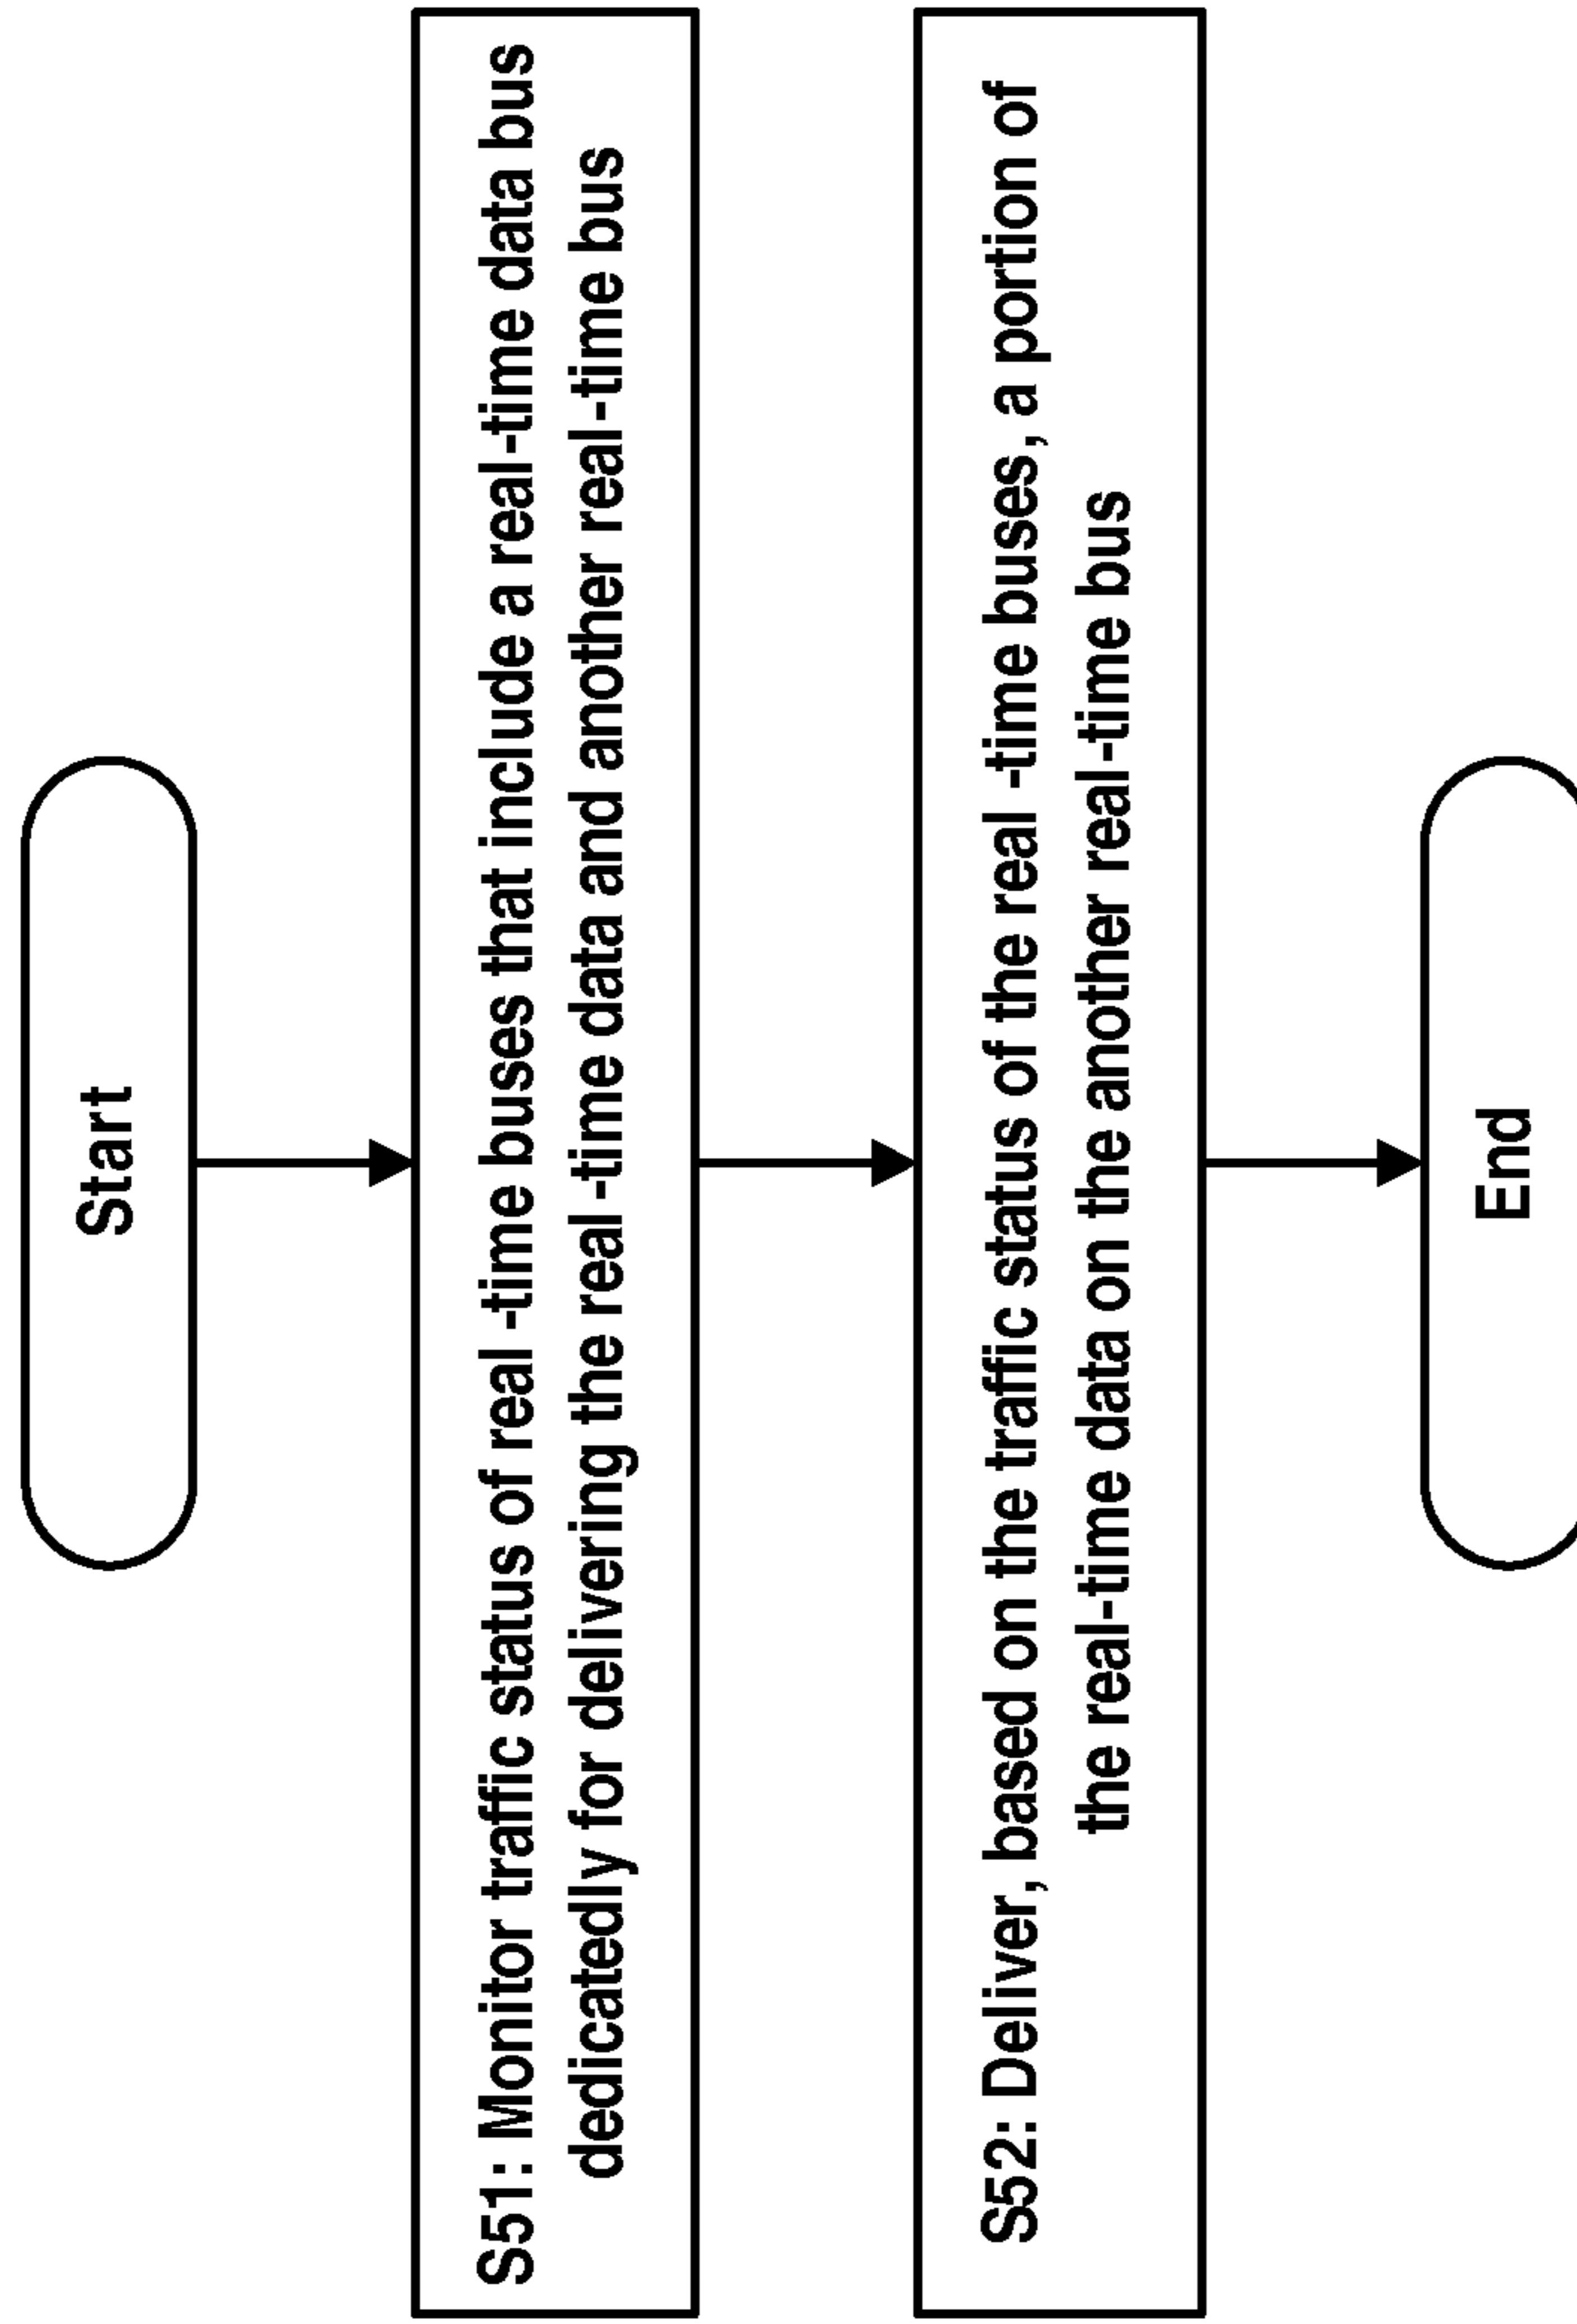 Start
S51: Monitor traffic status of real -time buses that include a real-time data bus
dedicatedly for delivering the real -time data and another real-time bus
S52: Deliver, based on the traffic status of the real -time buses, a portion of
the real-time data on the another real-time bus
End